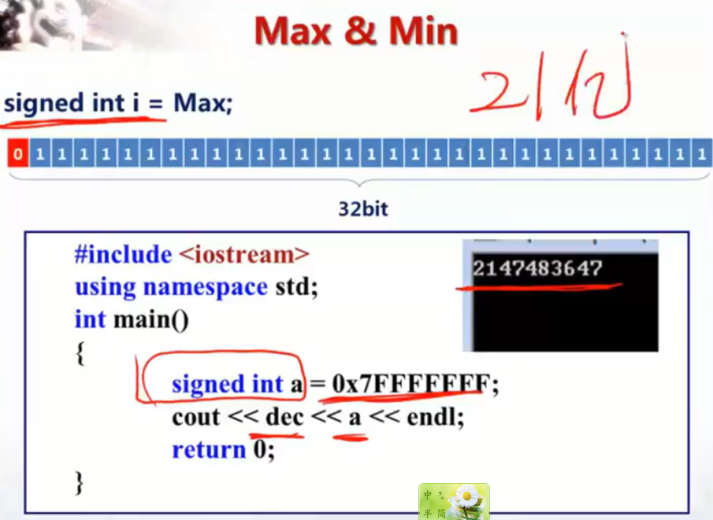 Max & Min
21亿
signed int i = Max;
0 1 1 1 1 1 1 1 1 1 1 1 1 1 1 1 1 1 1 1 1 1 1 1 1 1 1 1 1 1 1 1
32bit
#include <iostream>
using namespace std;
int main()
{
signed int a = 0x7FFFFFFF;
cout << dec << a << endl;
return 0;
}
2147483647
中 °,
半 简